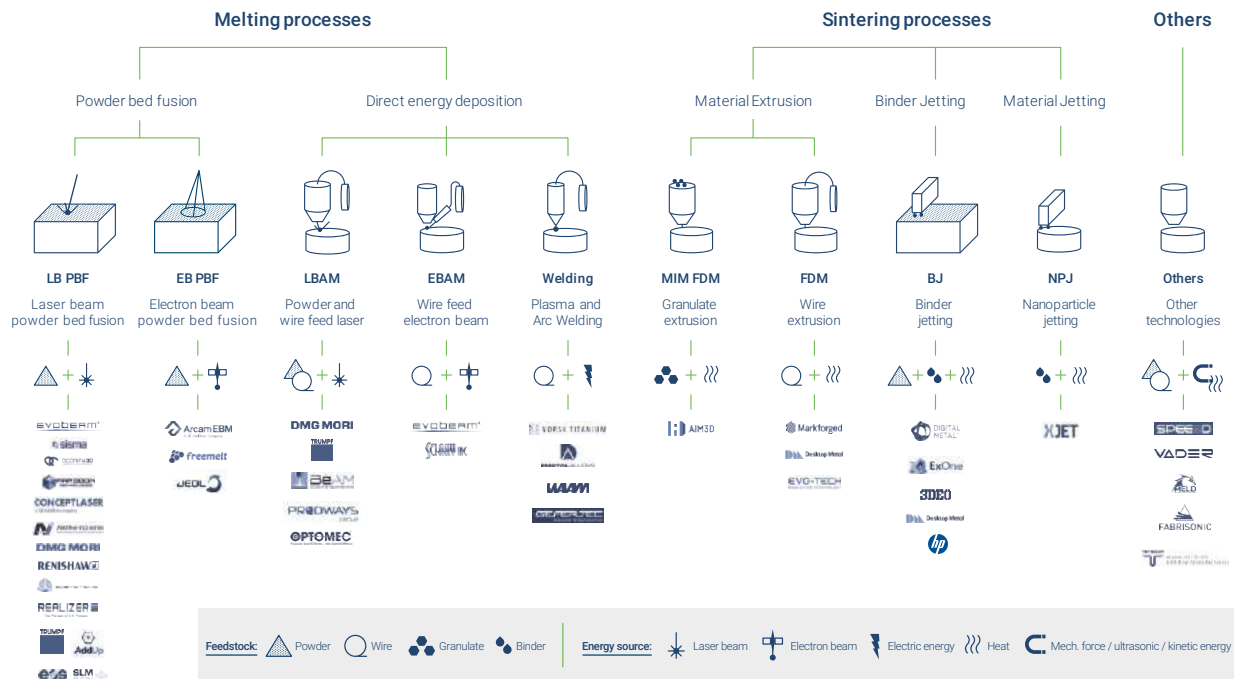 Melting processes
Sintering processes
Others
Powder bed fusion
Direct energy deposition
Material Extrusion
Binder Jetting
Material Jetting
LB PBF
EB PBF
LBAM
EBAM
Welding
MIM FDM
FDM
BJ
NPJ
Others
Laser beam
powder bed fusion
Electron beam
powder bed fusion
Powder and
wire feed laser
Wire feed
electron beam
Plasma and
Arc Welding
Granulate
extrusion
Wire
extrusion
Binder
jetting
Nanoparticle
jetting
Other
technologies
EVOBEAM
sisma
CONCEPTLASER
DMG MORI
RENISHAW
REALIZER
TRUMPF
AddUp
eos
SLM
Arcam EBM
freemelt
JEOL
DMG MORI
TRUMPF
BeAM
PRODWAYS
OPTOMEC
EVOBEAM
SCIAKY INC
NORSK TITANIUM
WAAM
AIM3D
Markforged
Desktop Metal
EVO-TECH
DIGITAL
METAL
ExOne
3DEO
Desktop Metal
hp
XJET
SPEE3D
VADER
MELD
FABRISONIC
Feedstock:
Powder
Wire
Granulate
Binder
Energy source:
Laser beam
Electron beam
Electric energy
Heat
Mech. force / ultrasonic / kinetic energy